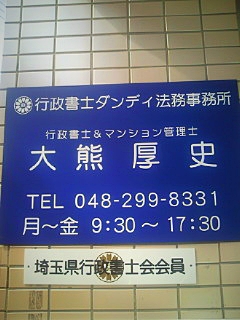 行政書士ダンディ法務事務所
行政書士&マンション管理士
大熊厚史
TEL 048-299-8331
月～金 9:30～17:30
埼玉県行政書士会会員